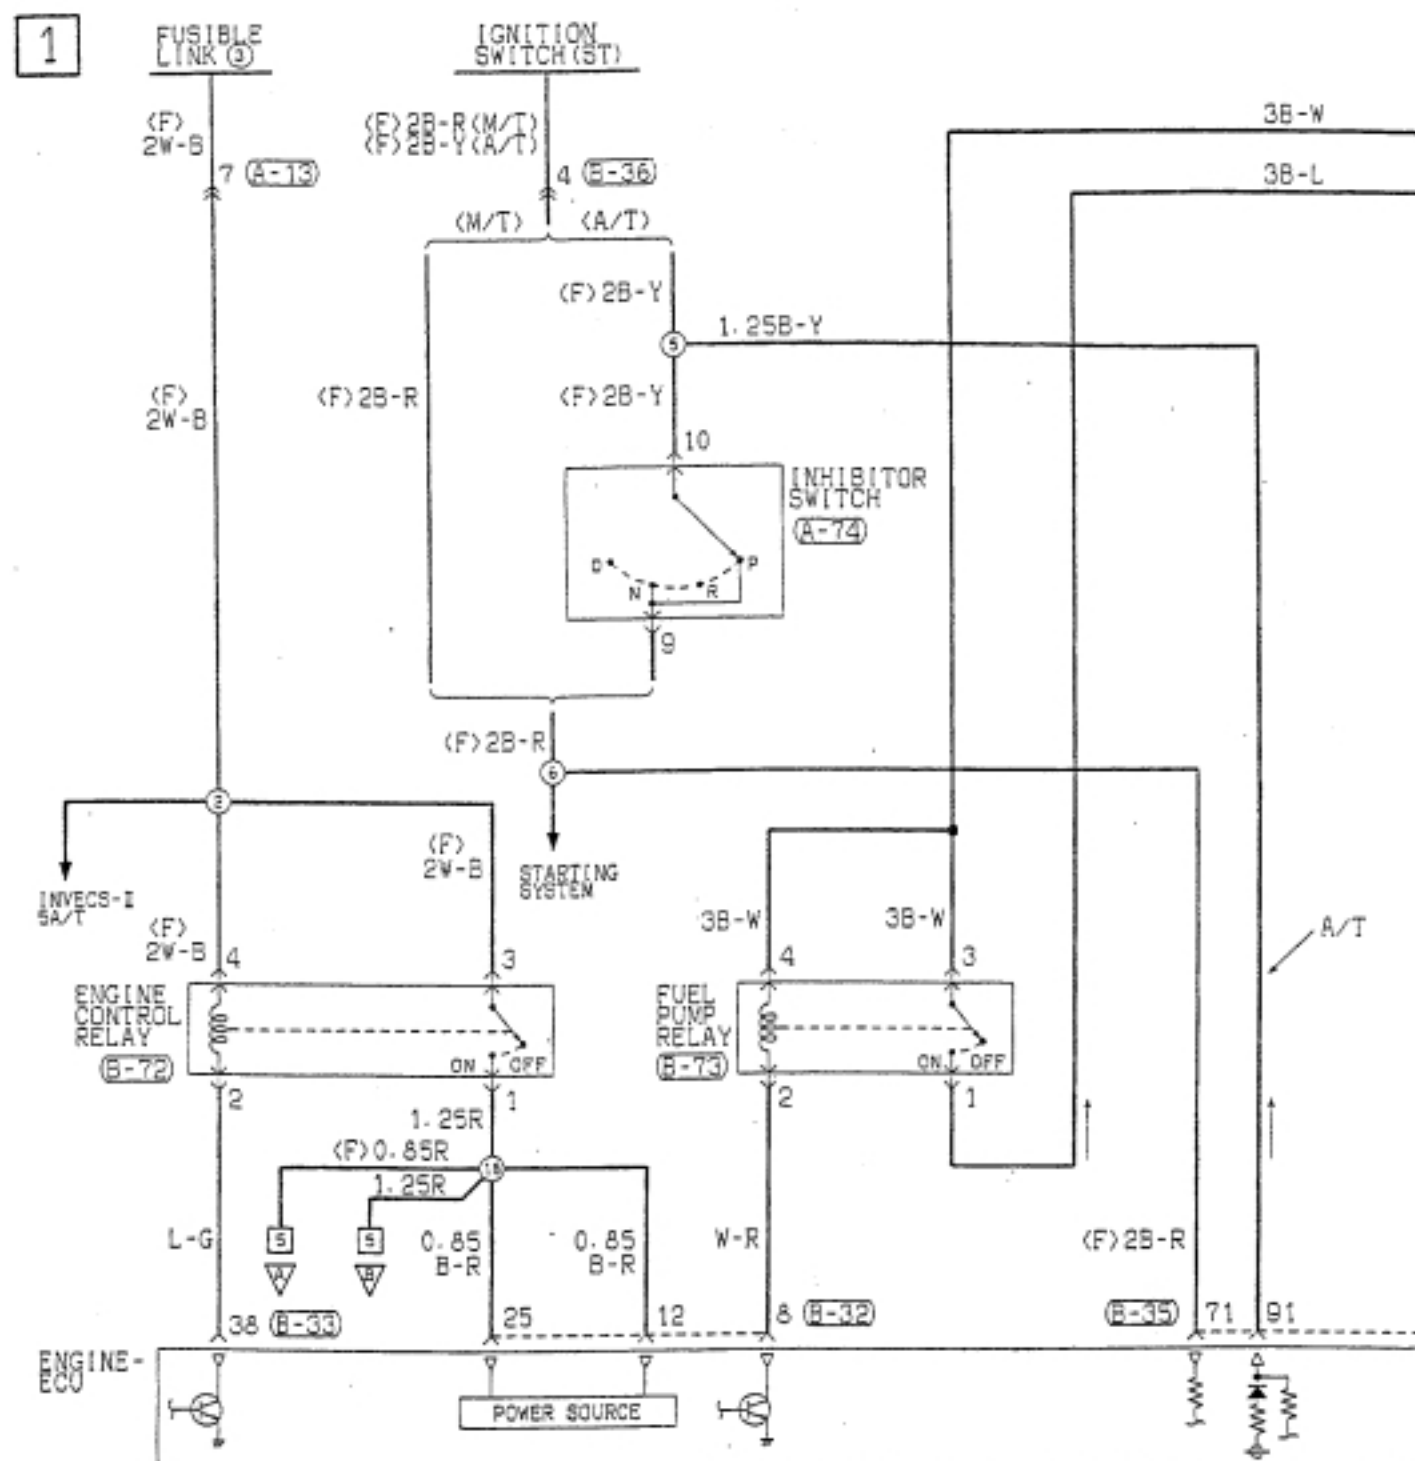 1
FUSIBLE
LINK ③
IGNITION
SWITCH (ST)
(F)
2W-B
(F)2B-R(M/T)
(F)2B-Y(A/T)
3B-W
7 A-13
4 B-36
3B-L
(M/T) (A/T)
(F)2B-Y
5
1.25B-Y
(F)
2W-B
(F)2B-R
(F)2B-Y
10
INHIBITOR
SWITCH
A-74
D
P
N
R
9
(F)2B-R
6
(F)
2W-B
STARTING
SYSTEM
INVECS-II
5A/T
(F)
2W-B
3B-W
3B-W
A/T
4
3
4
3
ENGINE
CONTROL
RELAY
B-72
ON OFF
FUEL
PUMP
RELAY
B-73
ON OFF
2
1
2
1
1.25R
(F)0.85R
1.25R
L-G
5
5
0.85
B-R
0.85
B-R
W-R
(F)2B-R
A
B
38 B-33
25
12
8 B-32
B-35 71
91
ENGINE-
ECU
POWER SOURCE